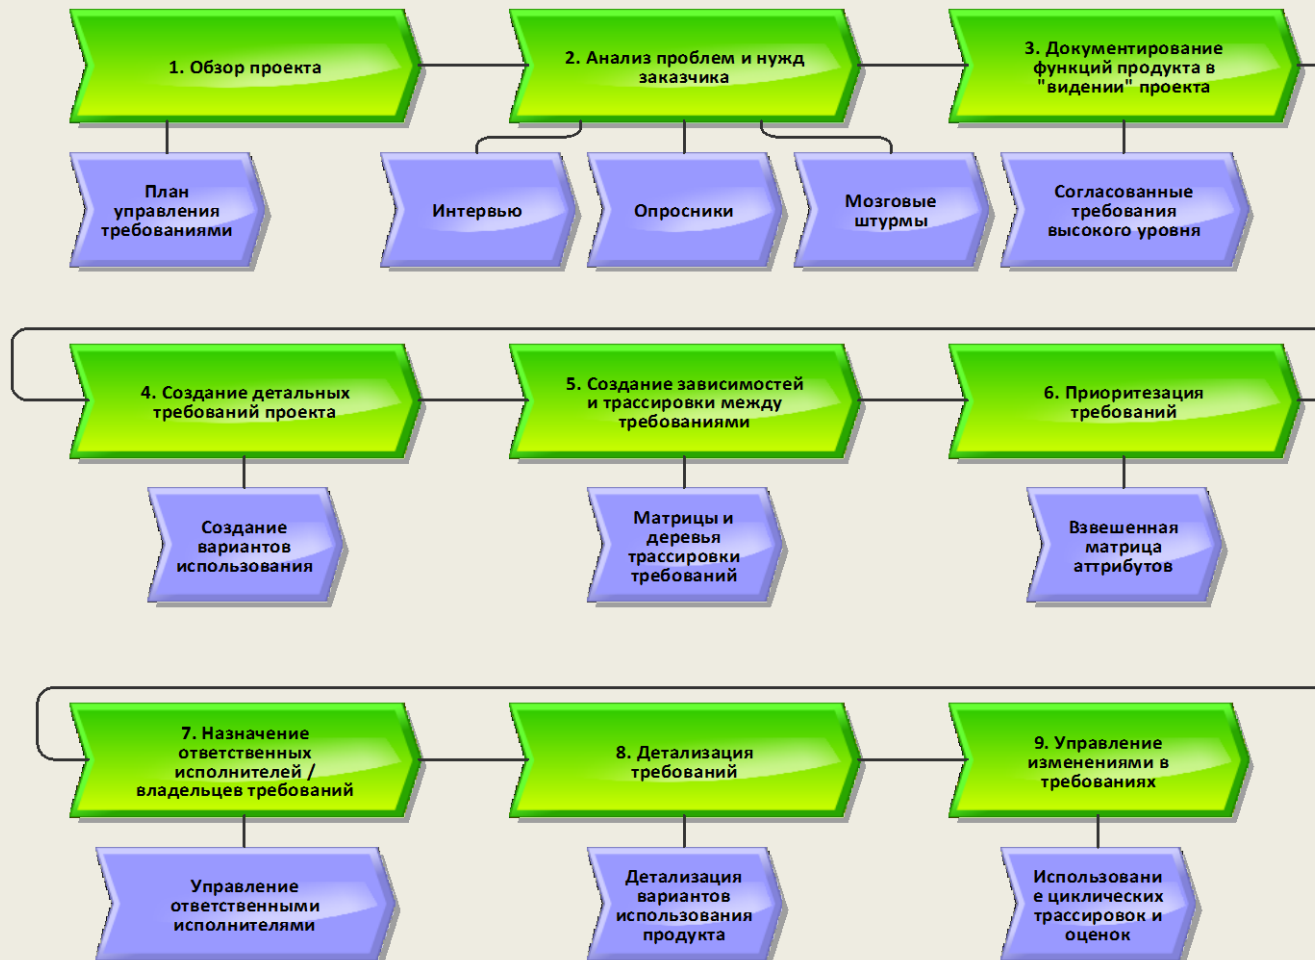 1. Обзор проекта
2. Анализ проблем и нужд
заказчика
3. Документирование
функций продукта в
"видении" проекта
План
управления
требованиями
Интервью
Опросники
Мозговые
штурмы
Согласованные
требования
высокого уровня
4. Создание детальных
требований проекта
5. Создание зависимостей
и трассировки между
требованиями
6. Приоритезация
требований
Создание
вариантов
использования
Матрицы и
деревья
трассировки
требований
Взвешенная
матрица
аттрибутов
7. Назначение
ответственных
исполнителей /
владельцев требований
8. Детализация
требований
9. Управление
изменениями в
требованиях
Управление
ответственными
исполнителями
Детализация
вариантов
использования
продукта
Использовани
е циклических
трассировок и
оценок